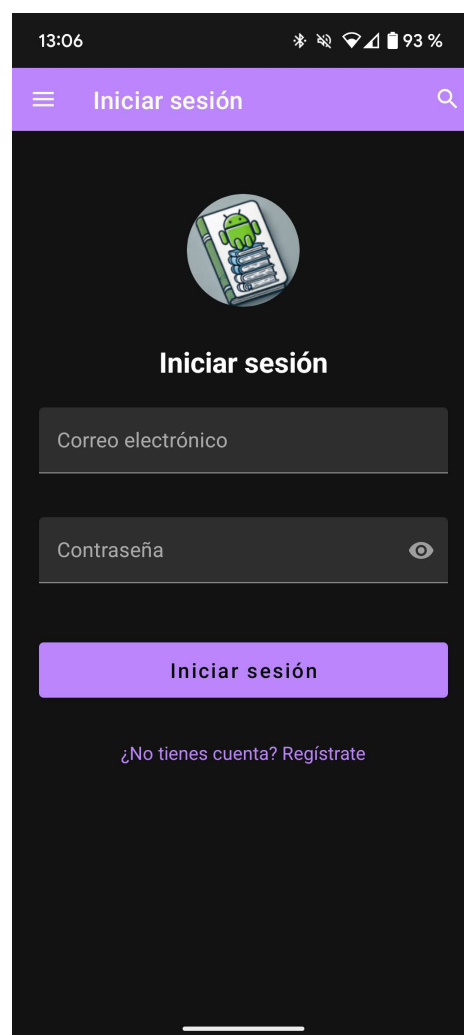 13:06 93 %
Iniciar sesión
Iniciar sesión
Correo electrónico
Contraseña
Iniciar sesión
¿No tienes cuenta? Regístrate